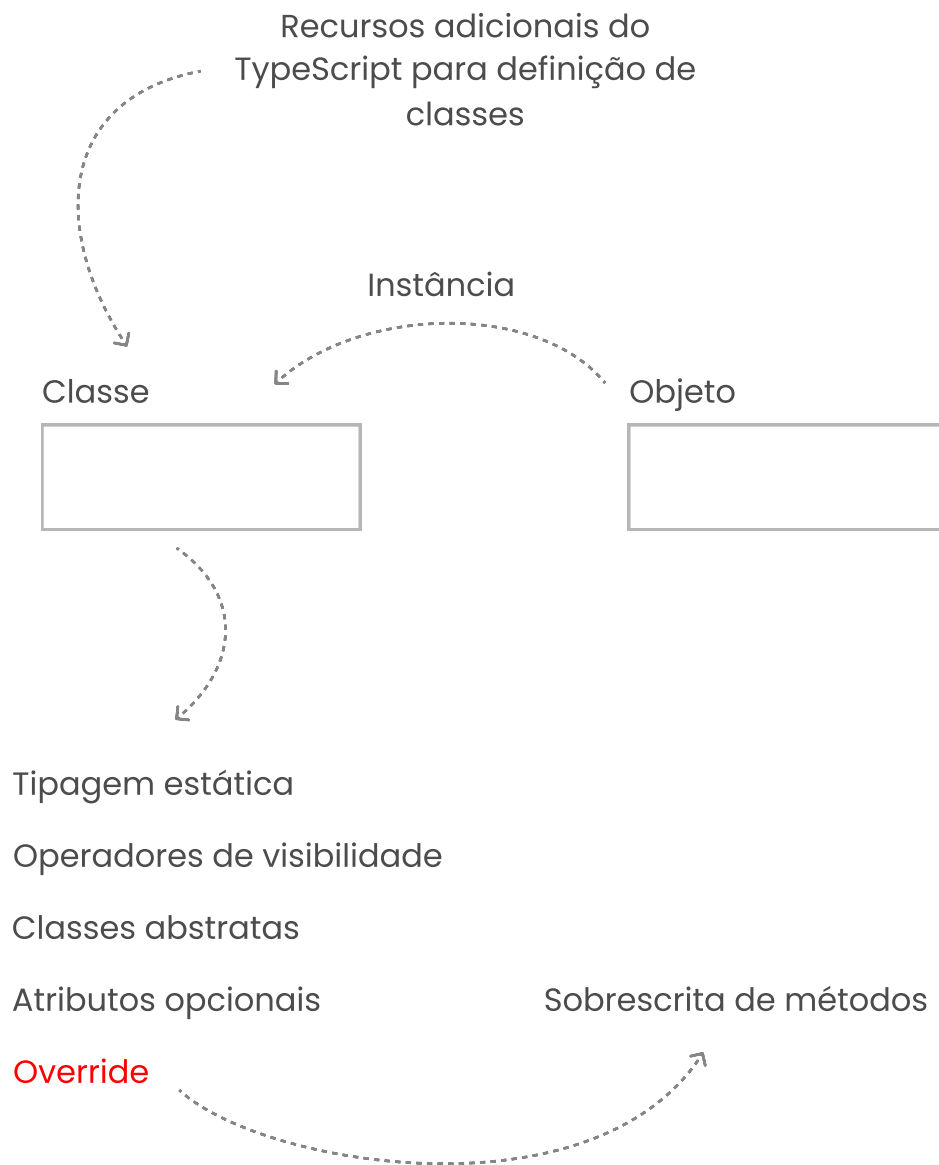 Recursos adicionais do
TypeScript para definição de
classes
Instância
Classe
Objeto
Tipagem estática
Operadores de visibilidade
Classes abstratas
Atributos opcionais
Sobrescrita de métodos
Override